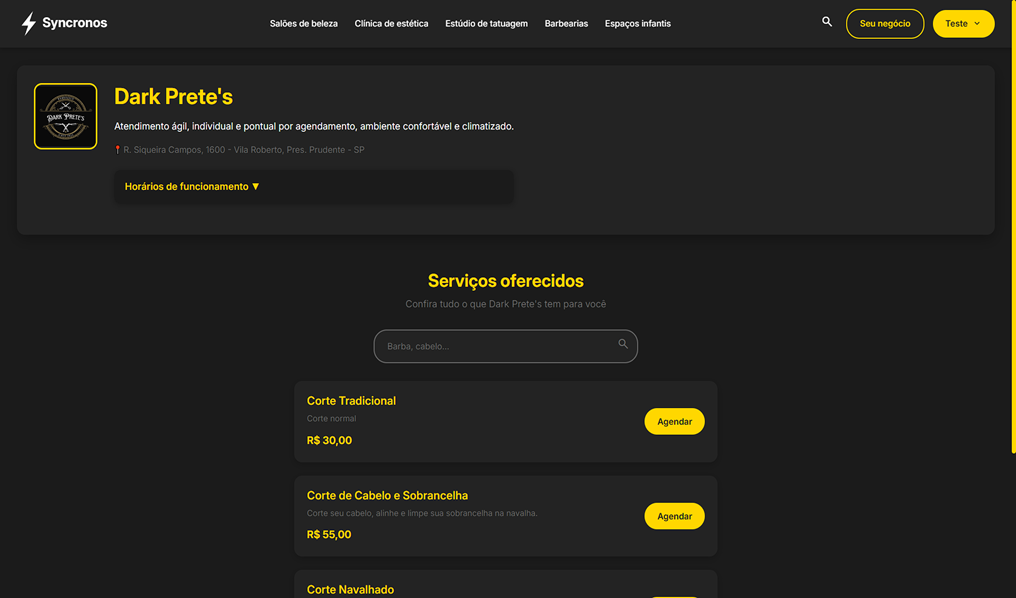 Syncronos
Salões de beleza Clínica de estética Estúdio de tatuagem Barbearias Espaços infantis
Seu negócio
Teste
DARK PRETE'S
Dark Prete's
Atendimento ágil, individual e pontual por agendamento, ambiente confortável e climatizado.
R. Siqueira Campos, 1600 - Vila Roberto, Pres. Prudente - SP
Horários de funcionamento ▼
Serviços oferecidos
Confira tudo o que Dark Prete's tem para você
Barba, cabelo...
Corte Tradicional
Corte normal
R$ 30,00
Agendar
Corte de Cabelo e Sobrancelha
Corte seu cabelo, alinhe e limpe sua sobrancelha na navalha.
R$ 55,00
Agendar
Corte Navalhado